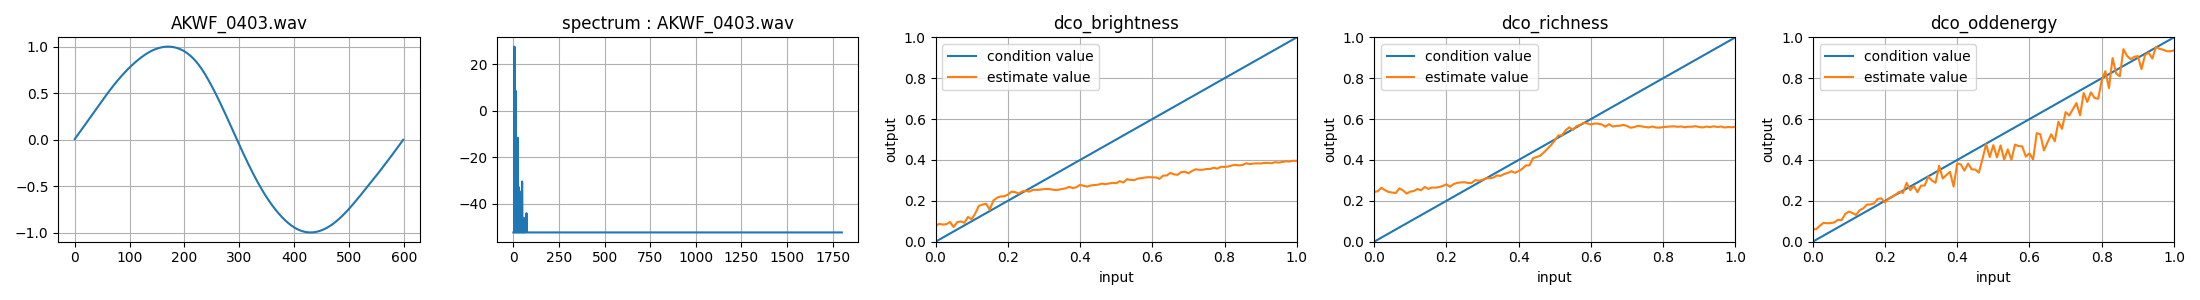 AKWF_0403.wav
1.0
0.5
0.0
−0.5
−1.0
0 100 200 300 400 500 600
spectrum : AKWF_0403.wav
20
0
−20
−40
0 250 500 750 1000 1250 1500 1750
dco_brightness
condition value
estimate value
output
1.0
0.8
0.6
0.4
0.2
0.0
0.0 0.2 0.4 0.6 0.8 1.0
input
dco_richness
condition value
estimate value
output
1.0
0.8
0.6
0.4
0.2
0.0
0.0 0.2 0.4 0.6 0.8 1.0
input
dco_oddenergy
condition value
estimate value
output
1.0
0.8
0.6
0.4
0.2
0.0
0.0 0.2 0.4 0.6 0.8 1.0
input